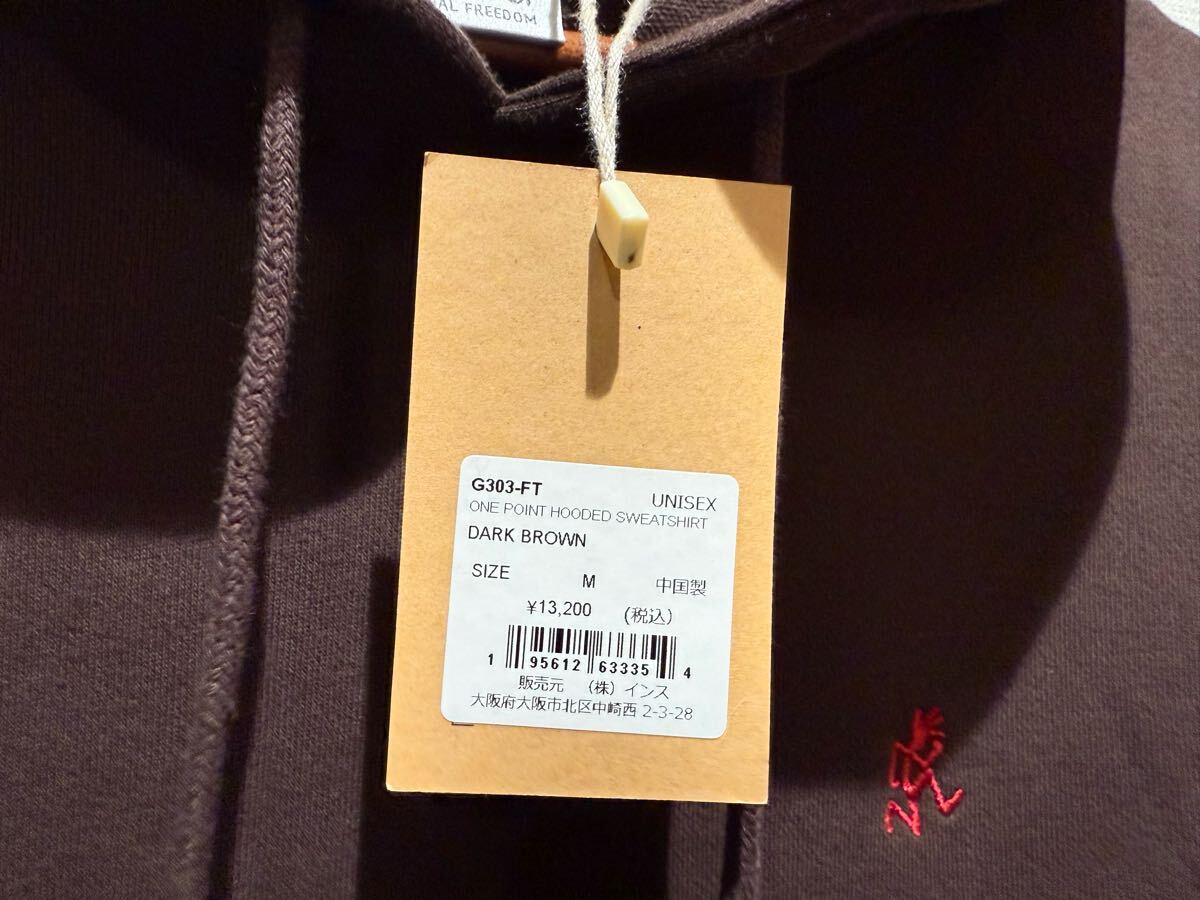 AL FREEDOM
G303-FT UNISEX
ONE POINT HOODED SWEATSHIRT
DARK BROWN
SIZE M 中国製
¥13,200 (税込)
1 95612 63335 4
販売元 (株) インス
大阪府大阪市北区中崎西 2-3-28